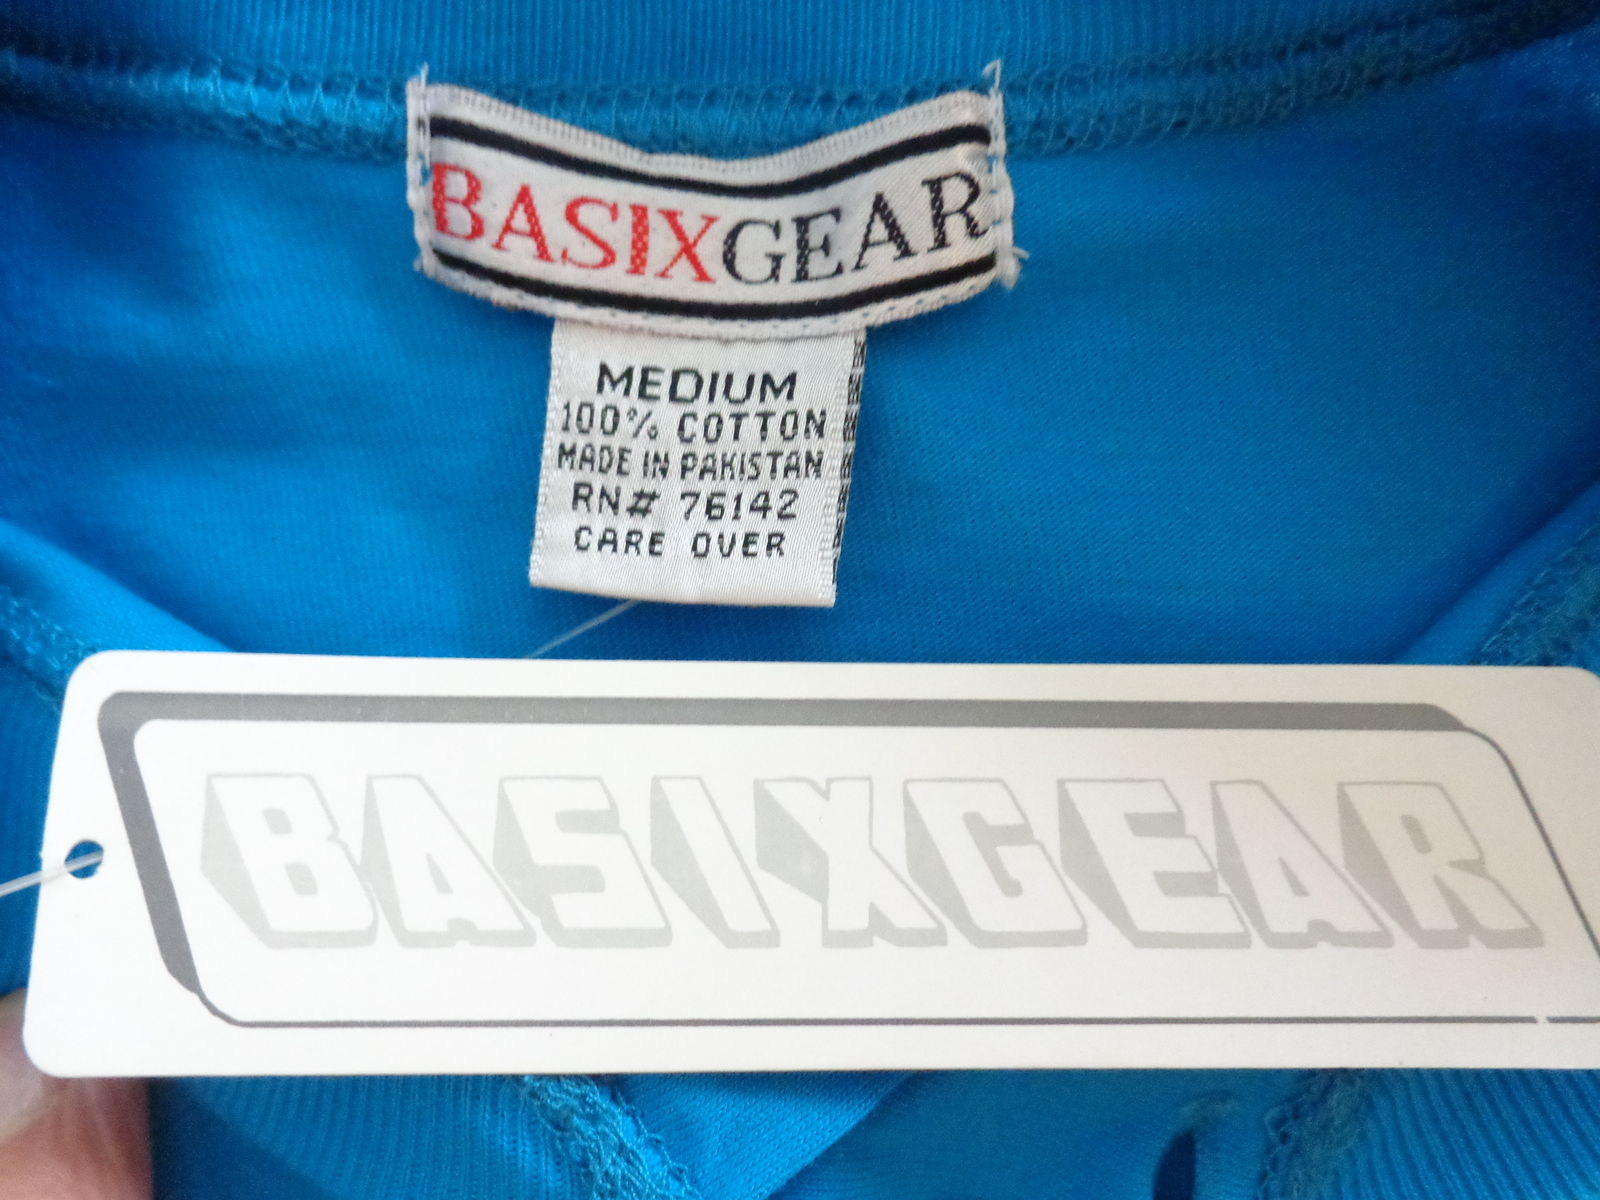 BASIXGEAR
MEDIUM
100% COTTON
MADE IN PAKISTAN
RN# 76142
CARE OVER
BASIXGEAR